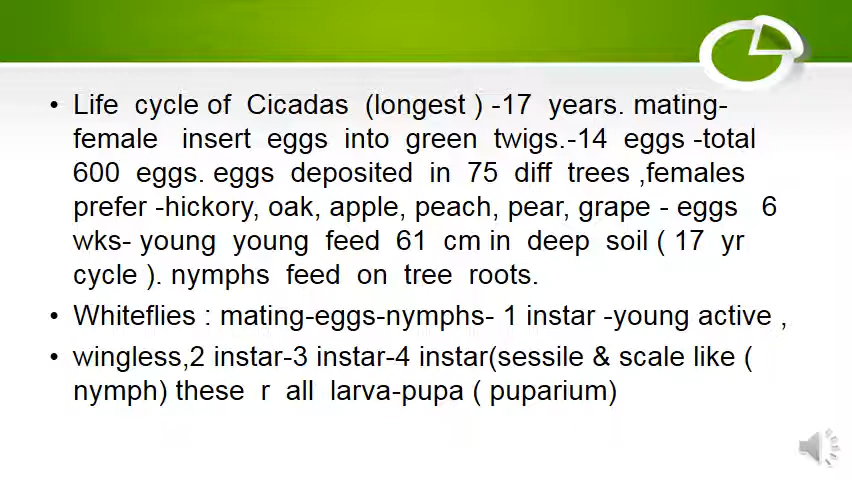 • Life cycle of Cicadas (longest ) -17 years. mating-
female insert eggs into green twigs.-14 eggs -total
600 eggs. eggs deposited in 75 diff trees ,females
prefer -hickory, oak, apple, peach, pear, grape - eggs 6
wks- young young feed 61 cm in deep soil ( 17 yr
cycle ). nymphs feed on tree roots.
• Whiteflies : mating-eggs-nymphs- 1 instar -young active ,
• wingless,2 instar-3 instar-4 instar(sessile & scale like (
nymph) these r all larva-pupa ( puparium)